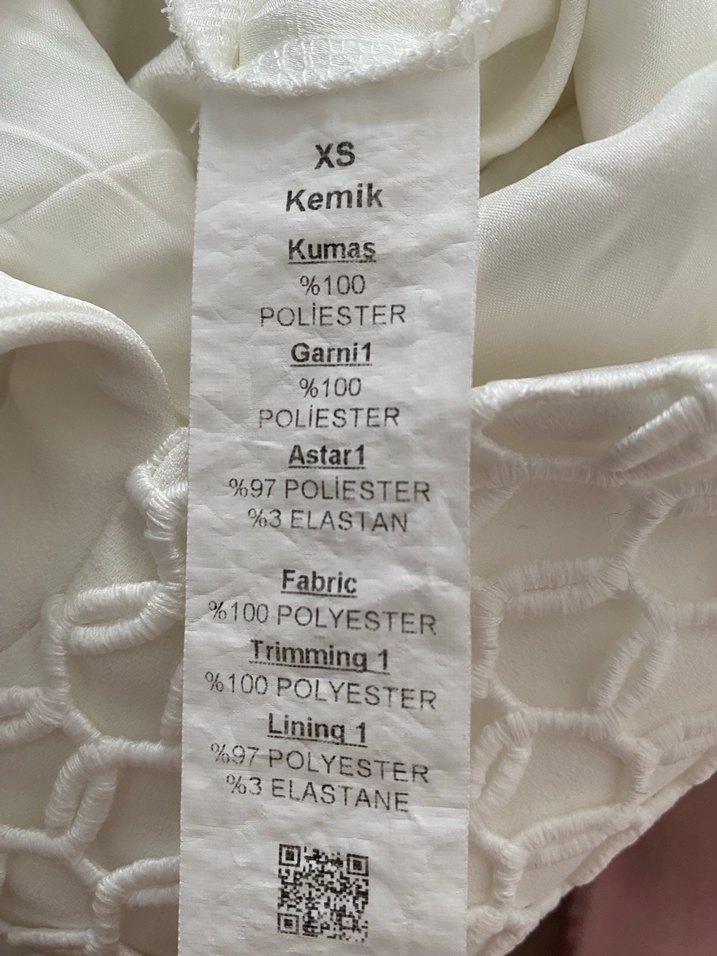 XS
Kemik
Kumaş
%100
POLİESTER
Garni1
%100
POLİESTER
Astar1
%97 POLİESTER
%3 ELASTAN
Fabric
%100 POLYESTER
Trimming 1
%100 POLYESTER
Lining 1
%97 POLYESTER
%3 ELASTANE